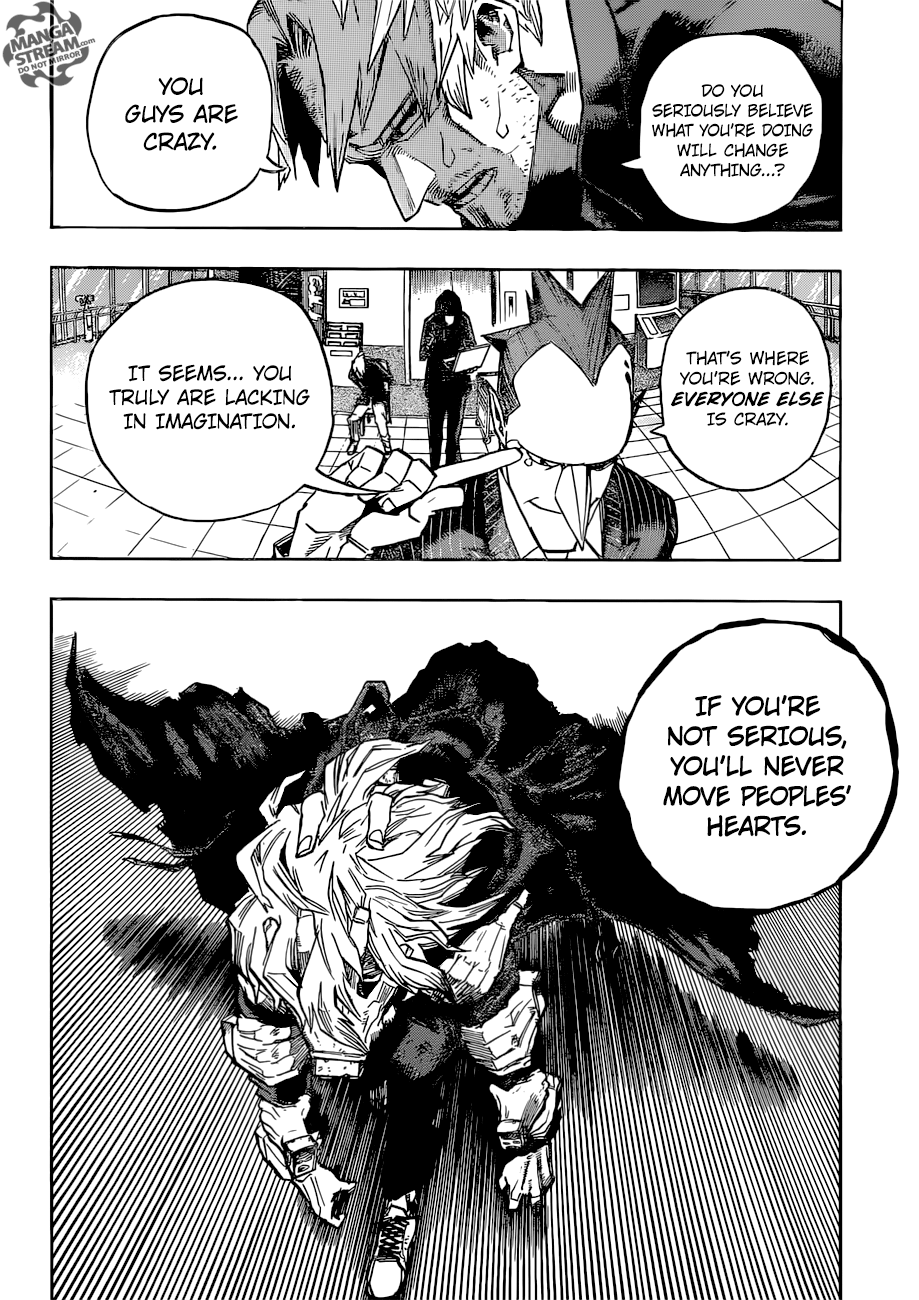 MANGA
STREAM.com
DO NOT MIRROR
DO YOU
SERIOUSLY BELIEVE
WHAT YOU'RE DOING
WILL CHANGE
ANYTHING...?
YOU
GUYS ARE
CRAZY.
THAT'S WHERE
YOU'RE WRONG.
EVERYONE ELSE
IS CRAZY.
IT SEEMS... YOU
TRULY ARE LACKING
IN IMAGINATION.
IF YOU'RE
NOT SERIOUS,
YOU'LL NEVER
MOVE PEOPLES'
HEARTS.